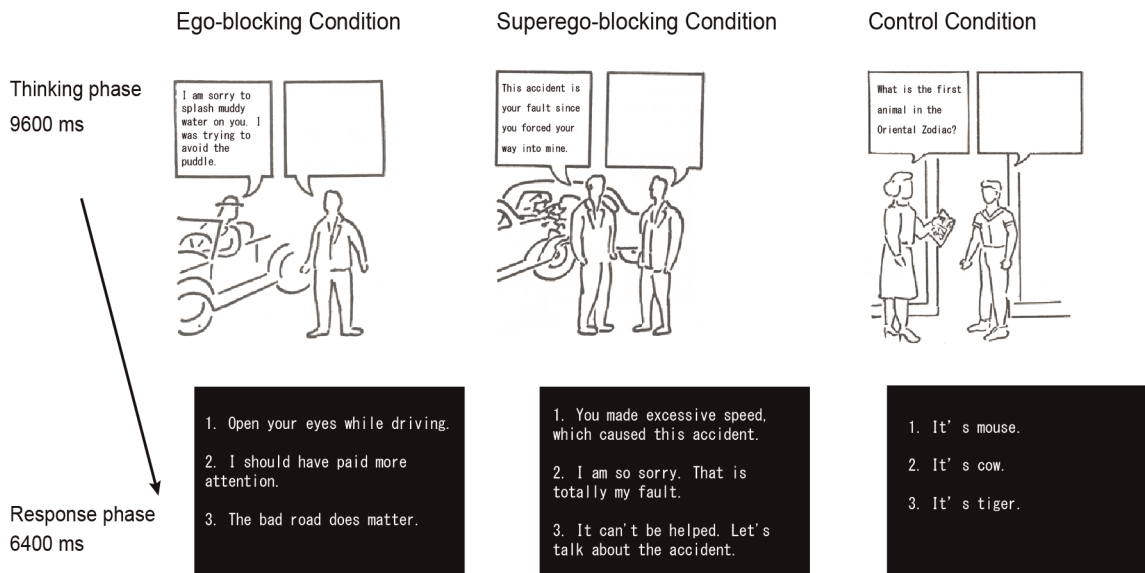 Ego-blocking Condition
Superego-blocking Condition
Control Condition
Thinking phase
9600 ms
I am sorry to
splash muddy
water on you. I
was trying to
avoid the
puddle.
This accident is
your fault since
you forced your
way into mine.
What is the first
animal in the
Oriental Zodiac?
Response phase
6400 ms
1. Open your eyes while driving.
2. I should have paid more
attention.
3. The bad road does matter.
1. You made excessive speed,
which caused this accident.
2. I am so sorry. That is
totally my fault.
3. It can't be helped. Let's
talk about the accident.
1. It’s mouse.
2. It’s cow.
3. It’s tiger.